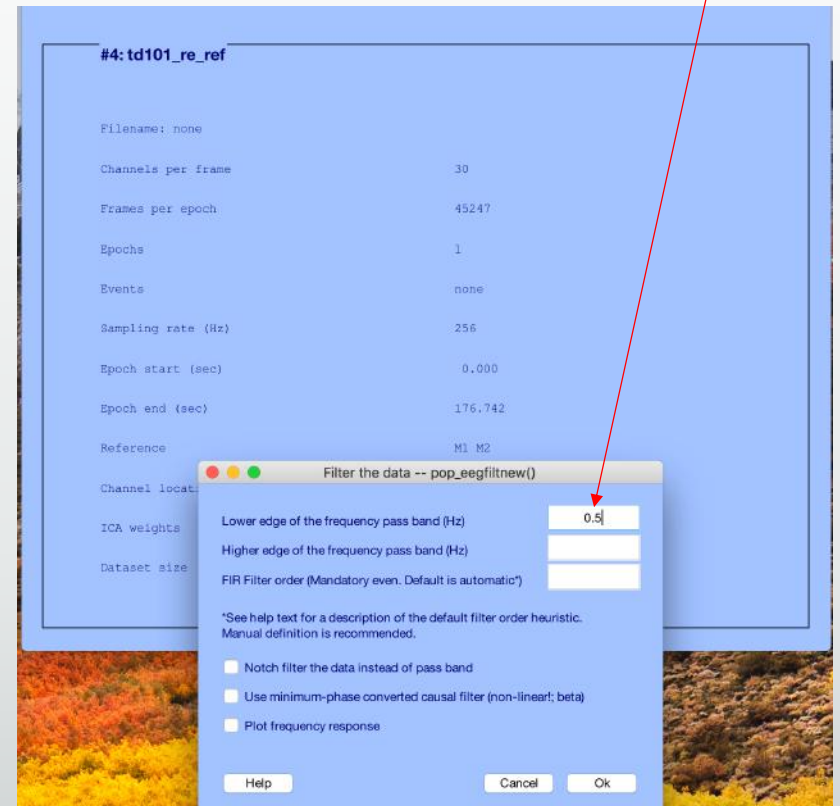 #4: td101_re_ref
Filename: none
Channels per frame 30
Frames per epoch 45247
Epochs 1
Events none
Sampling rate (Hz) 256
Epoch start (sec) 0.000
Epoch end (sec) 176.742
Reference M1 M2
Filter the data -- pop_eegfiltnew()
Channel locat
Lower edge of the frequency pass band (Hz) 0.5
ICA weights
Higher edge of the frequency pass band (Hz)
Dataset size
FIR Filter order (Mandatory even. Default is automatic*)
*See help text for a description of the default filter order heuristic.
Manual definition is recommended.
Notch filter the data instead of pass band
Use minimum-phase converted causal filter (non-linear!; beta)
Plot frequency response
Help Cancel Ok